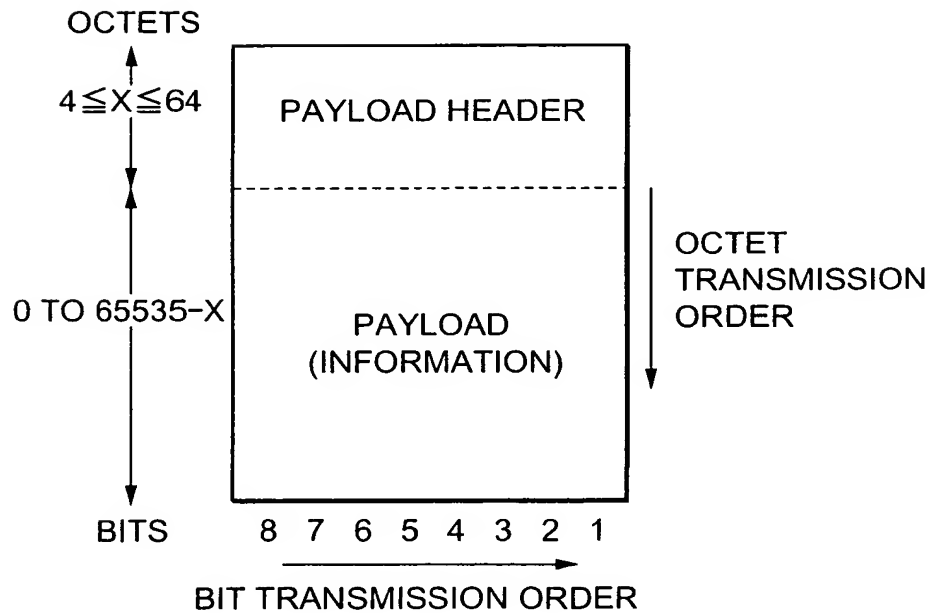 OCTETS
4≦X≦64
PAYLOAD HEADER
OCTET
TRANSMISSION
ORDER
0 TO 65535−X
PAYLOAD
(INFORMATION)
BITS
8 7 6 5 4 3 2 1
BIT TRANSMISSION ORDER